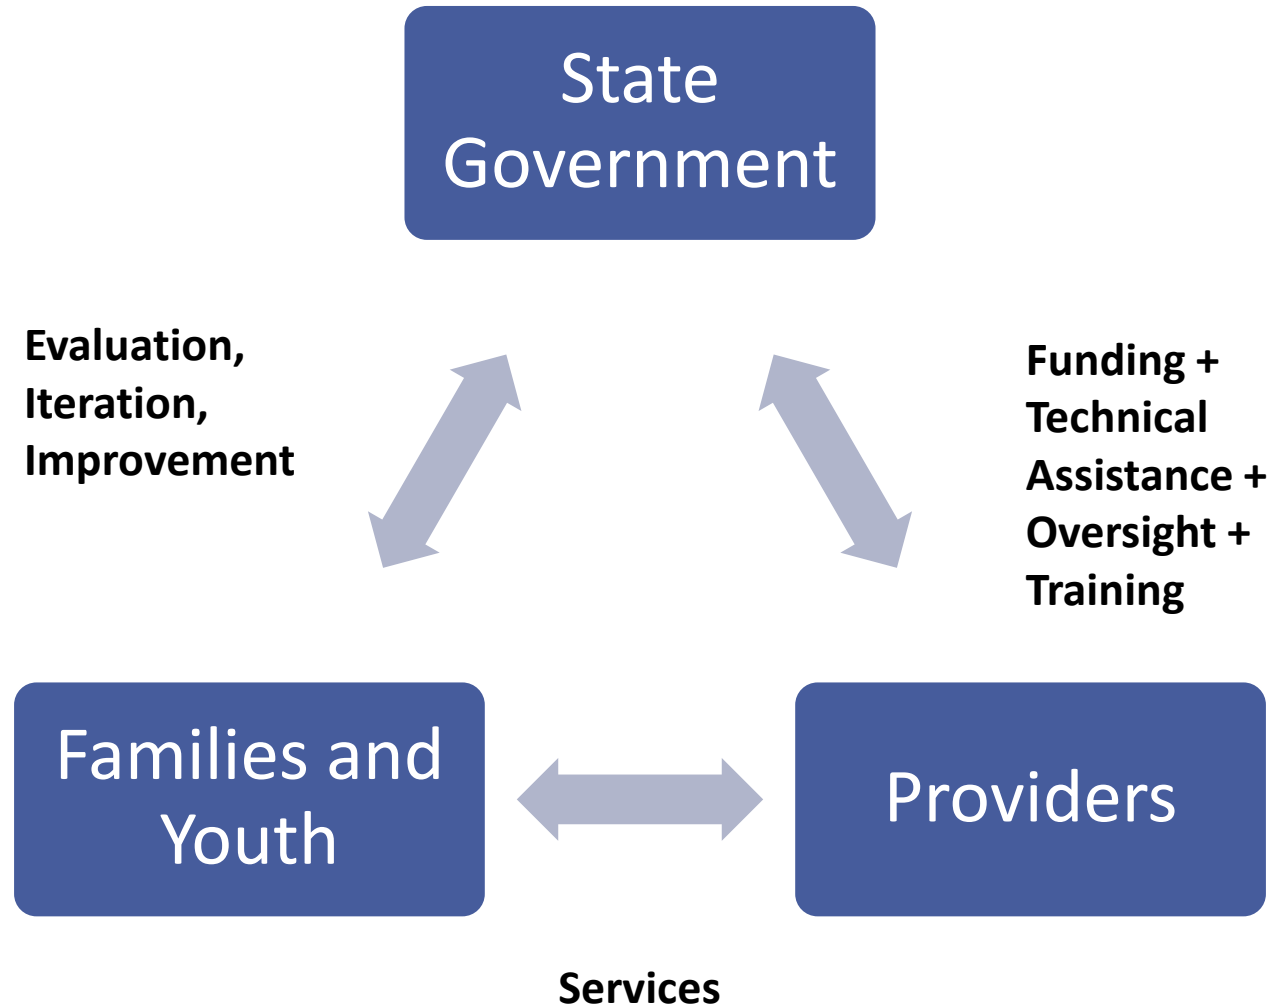 State
Government
Evaluation,
Iteration,
Improvement
Funding +
Technical
Assistance +
Oversight +
Training
Families and
Youth
Providers
Services